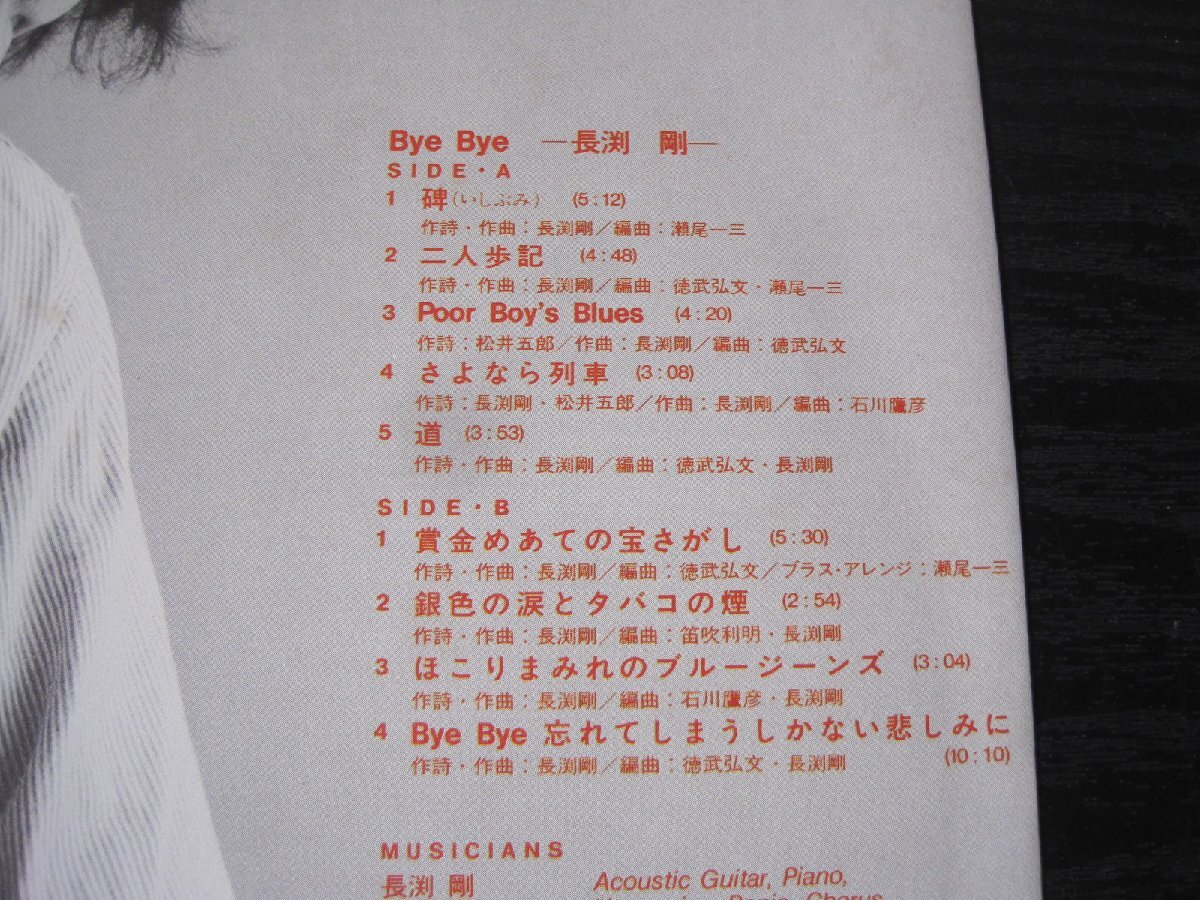 Bye Bye ―長渕 剛―
SIDE・A
1 碑(いしぶみ) (5:12)
作詩・作曲:長渕剛/編曲:瀬尾一三
2 二人歩記 (4:48)
作詩・作曲:長渕剛/編曲:徳武弘文・瀬尾一三
3 Poor Boy's Blues (4:20)
作詩:松井五郎/作曲:長渕剛/編曲:徳武弘文
4 さよなら列車 (3:08)
作詩:長渕剛・松井五郎/作曲:長渕剛/編曲:石川鷹彦
5 道 (3:53)
作詩・作曲:長渕剛/編曲:徳武弘文・長渕剛
SIDE・B
1 賞金めあての宝さがし (5:30)
作詩・作曲:長渕剛/編曲:徳武弘文/ブラス・アレンジ:瀬尾一三
2 銀色の涙とタバコの煙 (2:54)
作詩・作曲:長渕剛/編曲:笛吹利明・長渕剛
3 ほこりまみれのブルージーンズ (3:04)
作詩・作曲:長渕剛/編曲:石川鷹彦・長渕剛
4 Bye Bye 忘れてしまうしかない悲しみに
(10:10)
作詩・作曲:長渕剛/編曲:徳武弘文・長渕剛
MUSICIANS
長渕 剛 Acoustic Guitar, Piano,